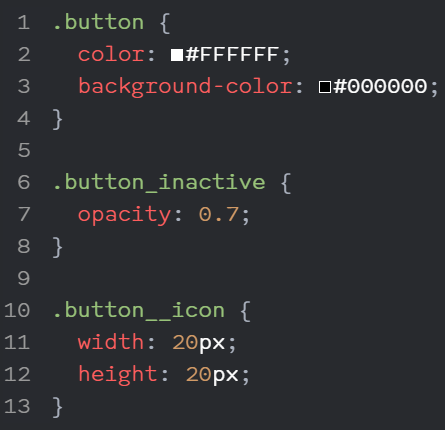 1 .button {
2 color: #FFFFFF;
3 background-color: #000000;
4 }
5
6 .button_inactive {
7 opacity: 0.7;
8 }
9
10 .button__icon {
11 width: 20px;
12 height: 20px;
13 }